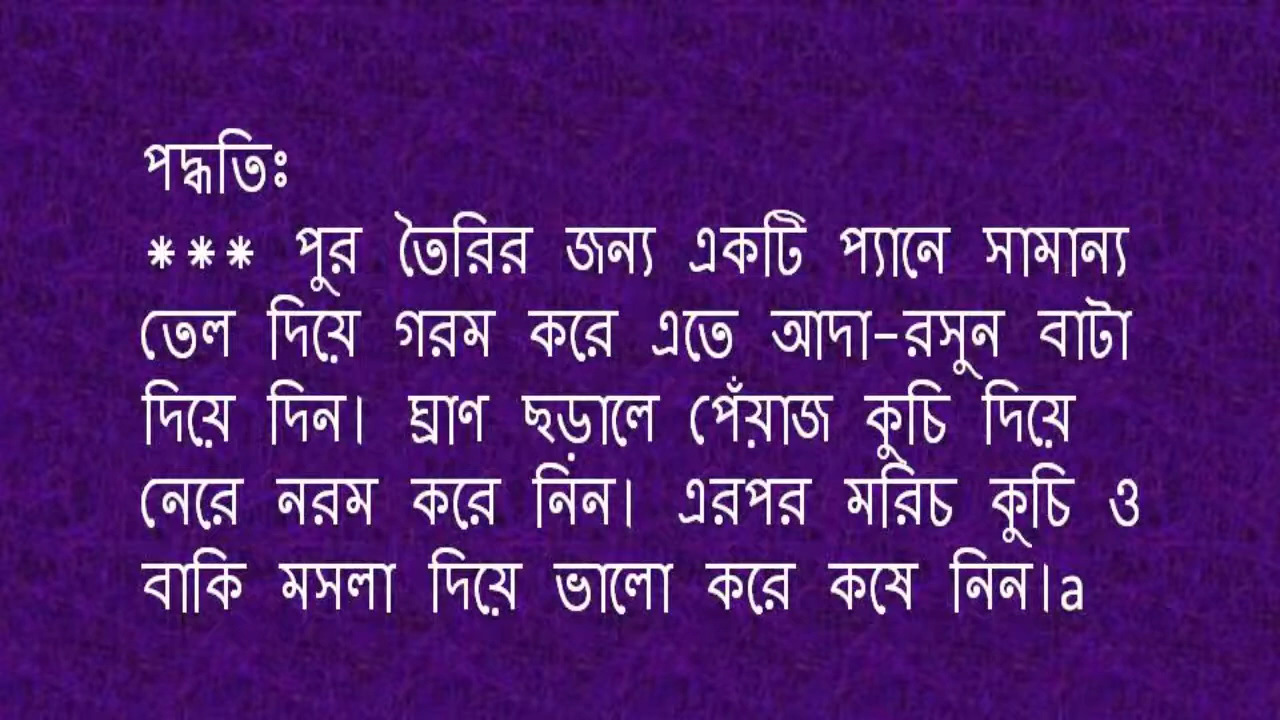 পদ্ধতিঃ
*** পুর তৈরির জন্য একটি প্যানে সামান্য
তেল দিয়ে গরম করে এতে আদা-রসুন বাটা
দিয়ে দিন। ঘ্রাণ ছড়ালে পেঁয়াজ কুচি দিয়ে
নেরে নরম করে নিন। এরপর মরিচ কুচি ও
বাকি মসলা দিয়ে ভালো করে কষে নিন।a